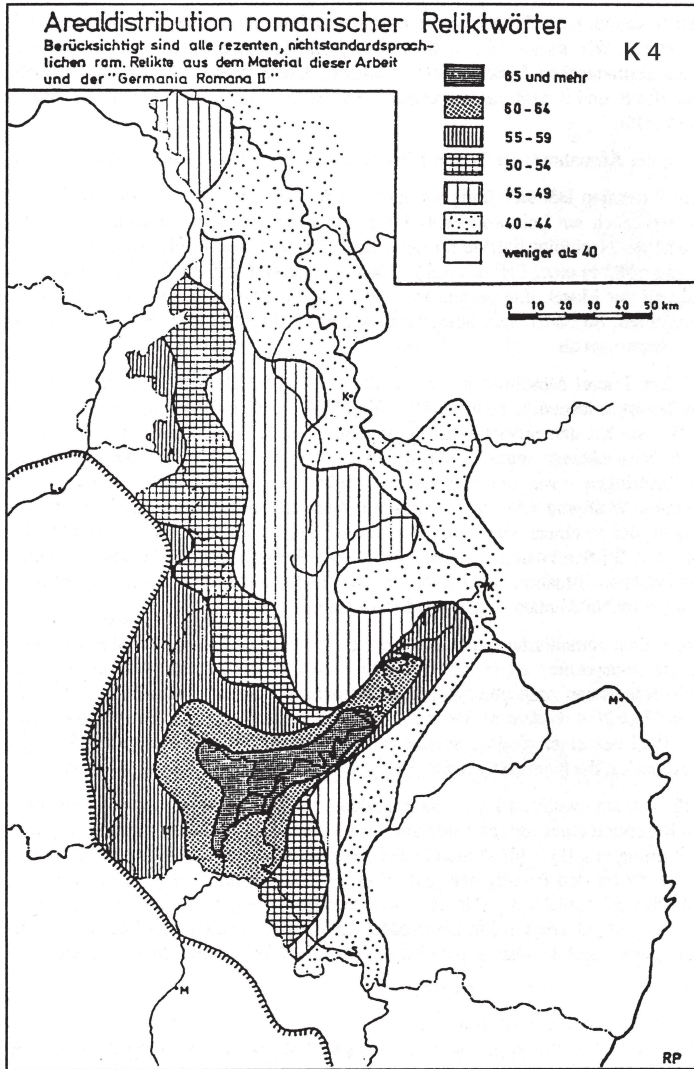 Arealdistribution romanischer Reliktwörter
Berücksichtigt sind alle rezenten, nichtstandardsprach-
lichen rom. Relikte aus dem Material dieser Arbeit
und der "Germania Romana II"
K 4
65 und mehr
60-64
55-59
50-54
45-49
40-44
weniger als 40
0 10 20 30 40 50 km
K
L
K
M
T
S
M
RP